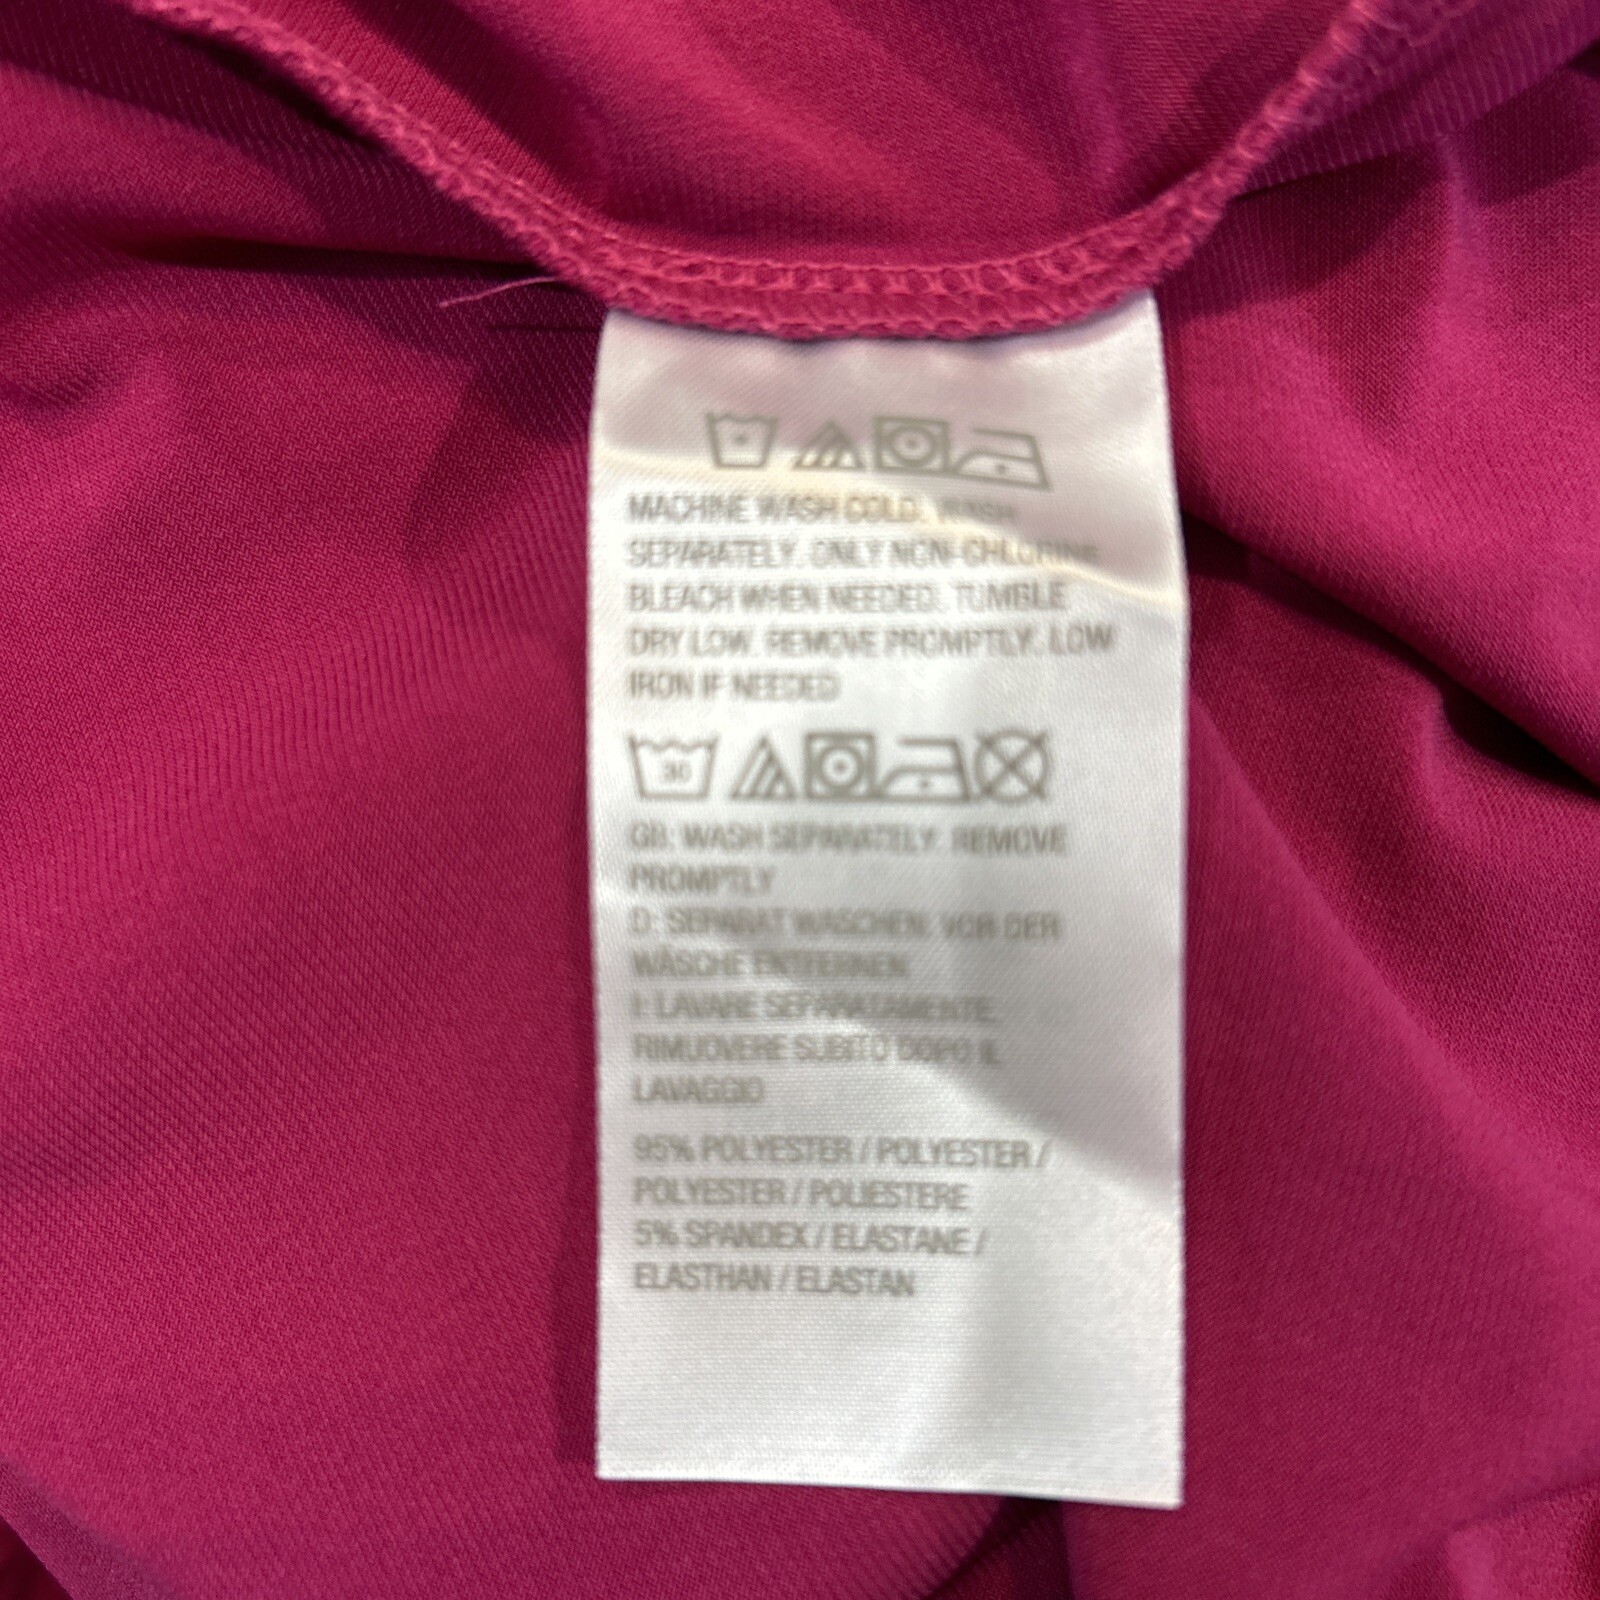 MACHINE WASH COLD. WASH
SEPARATELY. ONLY NON-CHLORINE
BLEACH WHEN NEEDED. TUMBLE
DRY LOW. REMOVE PROMPTLY. LOW
IRON IF NEEDED
30
GB: WASH SEPARATELY. REMOVE
PROMPTLY
D: SEPARAT WASCHEN. VOR DER
WÄSCHE ENTFERNEN
I: LAVARE SEPARATAMENTE.
RIMUOVERE SUBITO DOPO IL
LAVAGGIO
95% POLYESTER / POLYESTER /
POLYESTER / POLIESTERE
5% SPANDEX / ELASTANE /
ELASTHAN / ELASTAN